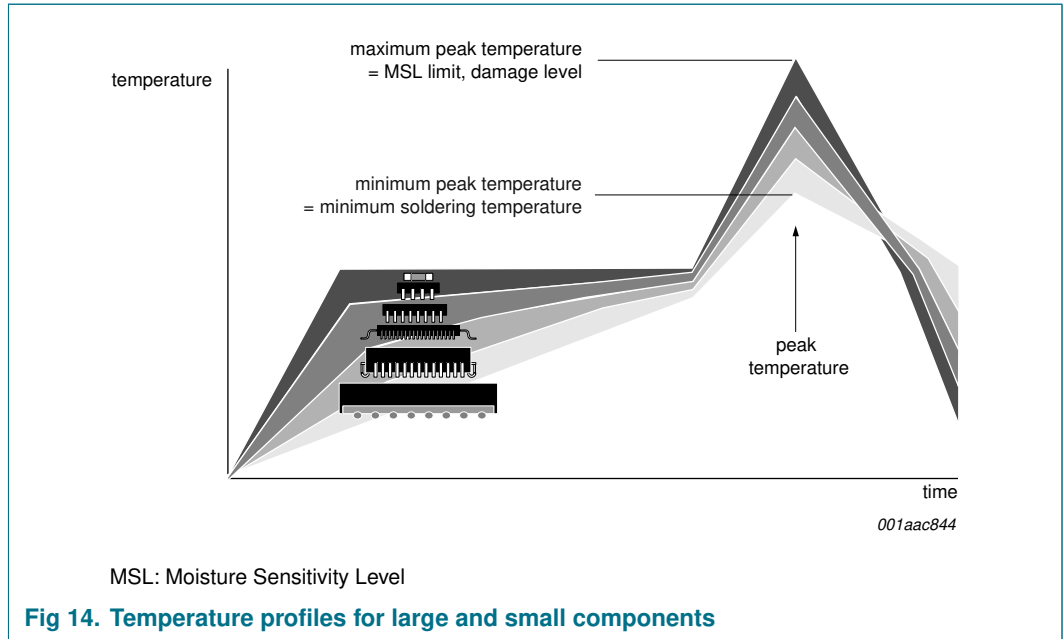 maximum peak temperature
= MSL limit, damage level
temperature
minimum peak temperature
= minimum soldering temperature
peak
temperature
time
001aac844
MSL: Moisture Sensitivity Level
Fig 14. Temperature profiles for large and small components